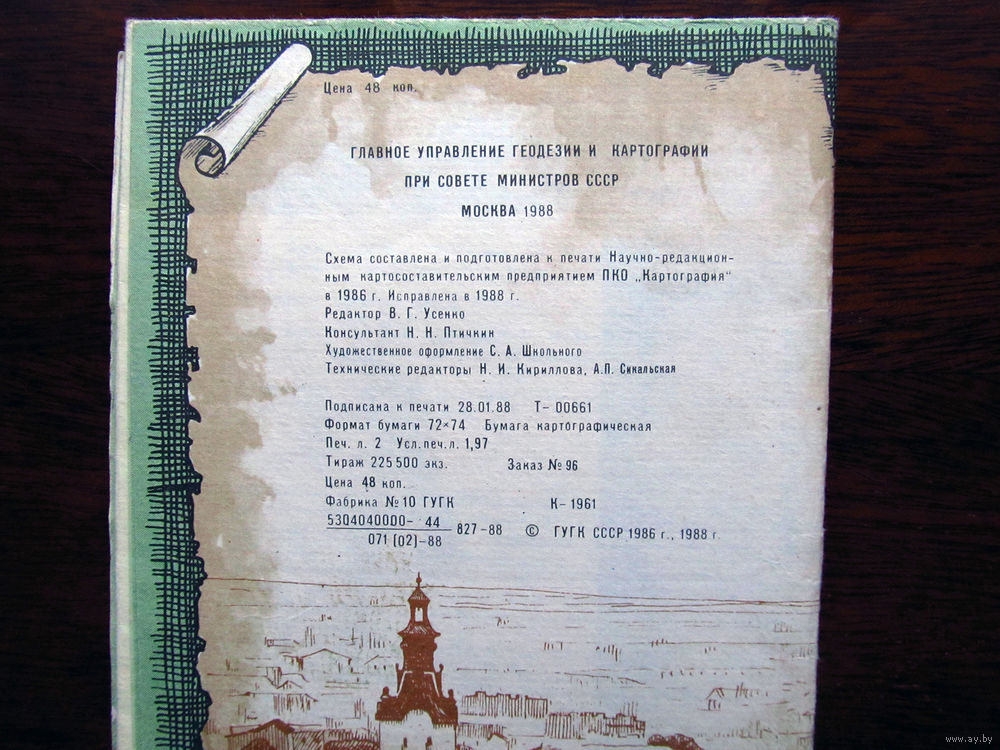 Цена 48 коп.
ГЛАВНОЕ УПРАВЛЕНИЕ ГЕОДЕЗИИ И КАРТОГРАФИИ
ПРИ СОВЕТЕ МИНИСТРОВ СССР
МОСКВА 1988
Схема составлена и подготовлена к печати Научно-редакцион-
ным картосоставительским предприятием ПКО „Картография"
в 1986 г. Исправлена в 1988 г.
Редактор В. Г. Усенко
Консультант Н. Н. Птичкин
Художественное оформление С. А. Школьного
Технические редакторы Н. И. Кириллова, А.П. Сикальская
Подписана к печати 28.01.88 Т- 00661
Формат бумаги 72×74 Бумага картографическая
Печ. л. 2 Усл.печ.л. 1,97
Тираж 225 500 экз. Заказ № 96
Цена 48 коп.
Фабрика № 10 ГУГК К- 1961
5304040000- 44
071 (02)-88
827-88 © ГУГК СССР 1986 г., 1988 г.
www.ay.by